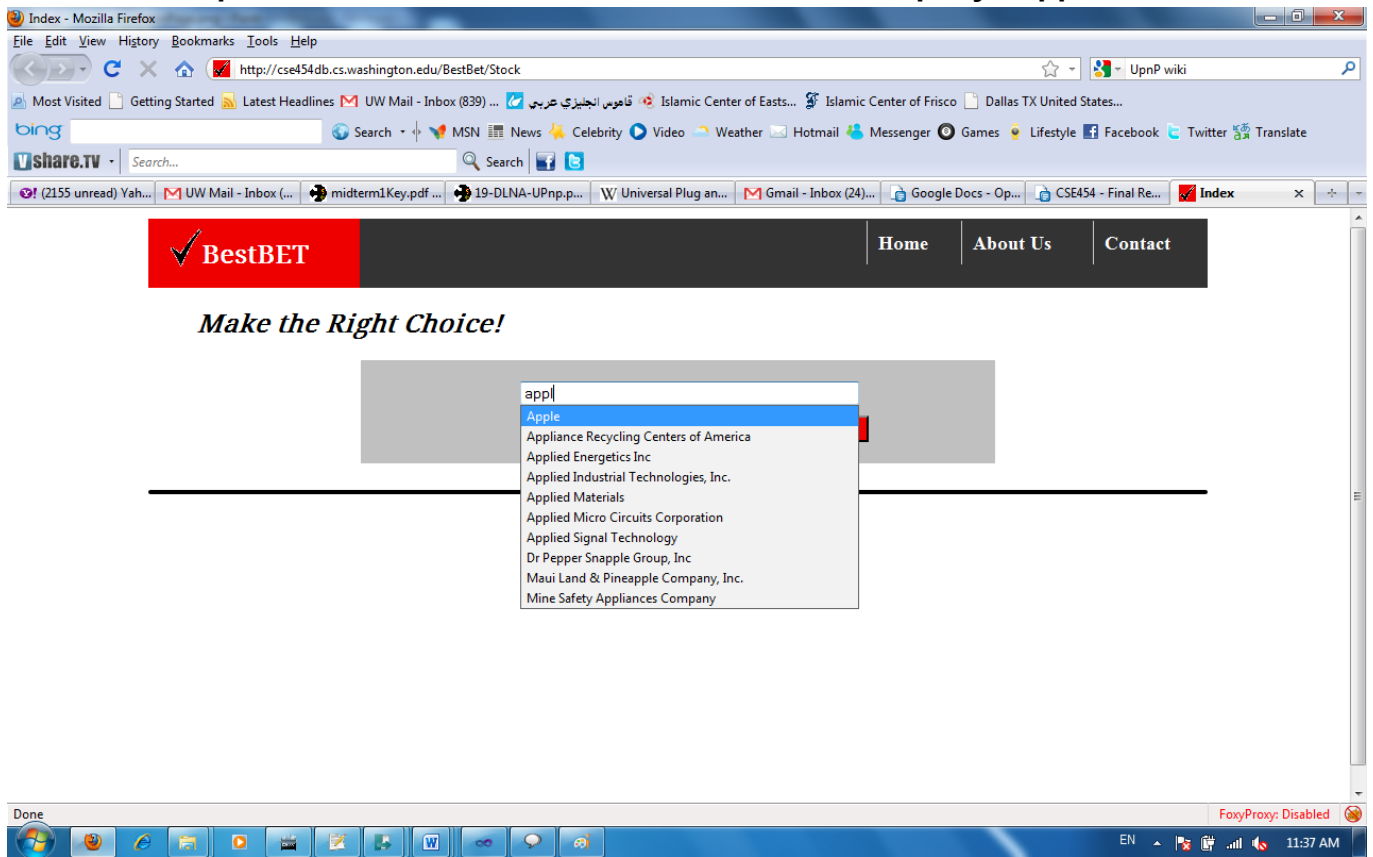 Index - Mozilla Firefox
File Edit View History Bookmarks Tools Help
http://cse454db.cs.washington.edu/BestBet/Stock UpnP wiki
Most Visited Getting Started Latest Headlines UW Mail - Inbox (839) ... قاموس انجليزي عربي Islamic Center of Easts... Islamic Center of Frisco Dallas TX United States...
bing Search MSN News Celebrity Video Weather Hotmail Messenger Games Lifestyle Facebook Twitter Translate
Vshare.TV Search... Search
(2155 unread) Yah... UW Mail - Inbox (... midterm1Key.pdf ... 19-DLNA-UPnp.p... Universal Plug an... Gmail - Inbox (24)... Google Docs - Op... CSE454 - Final Re... Index
BestBET Home About Us Contact
Make the Right Choice!
appl
Apple
Appliance Recycling Centers of America
Applied Energetics Inc
Applied Industrial Technologies, Inc.
Applied Materials
Applied Micro Circuits Corporation
Applied Signal Technology
Dr Pepper Snapple Group, Inc
Maui Land & Pineapple Company, Inc.
Mine Safety Appliances Company
Done FoxyProxy: Disabled
EN 11:37 AM